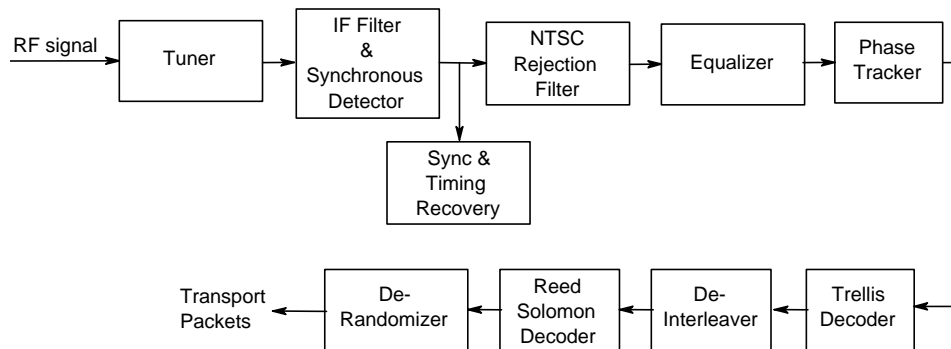 RF signal
Tuner
IF Filter
&
Synchronous
Detector
NTSC
Rejection
Filter
Equalizer
Phase
Tracker
Sync &
Timing
Recovery
Transport
Packets
De-
Randomizer
Reed
Solomon
Decoder
De-
Interleaver
Trellis
Decoder